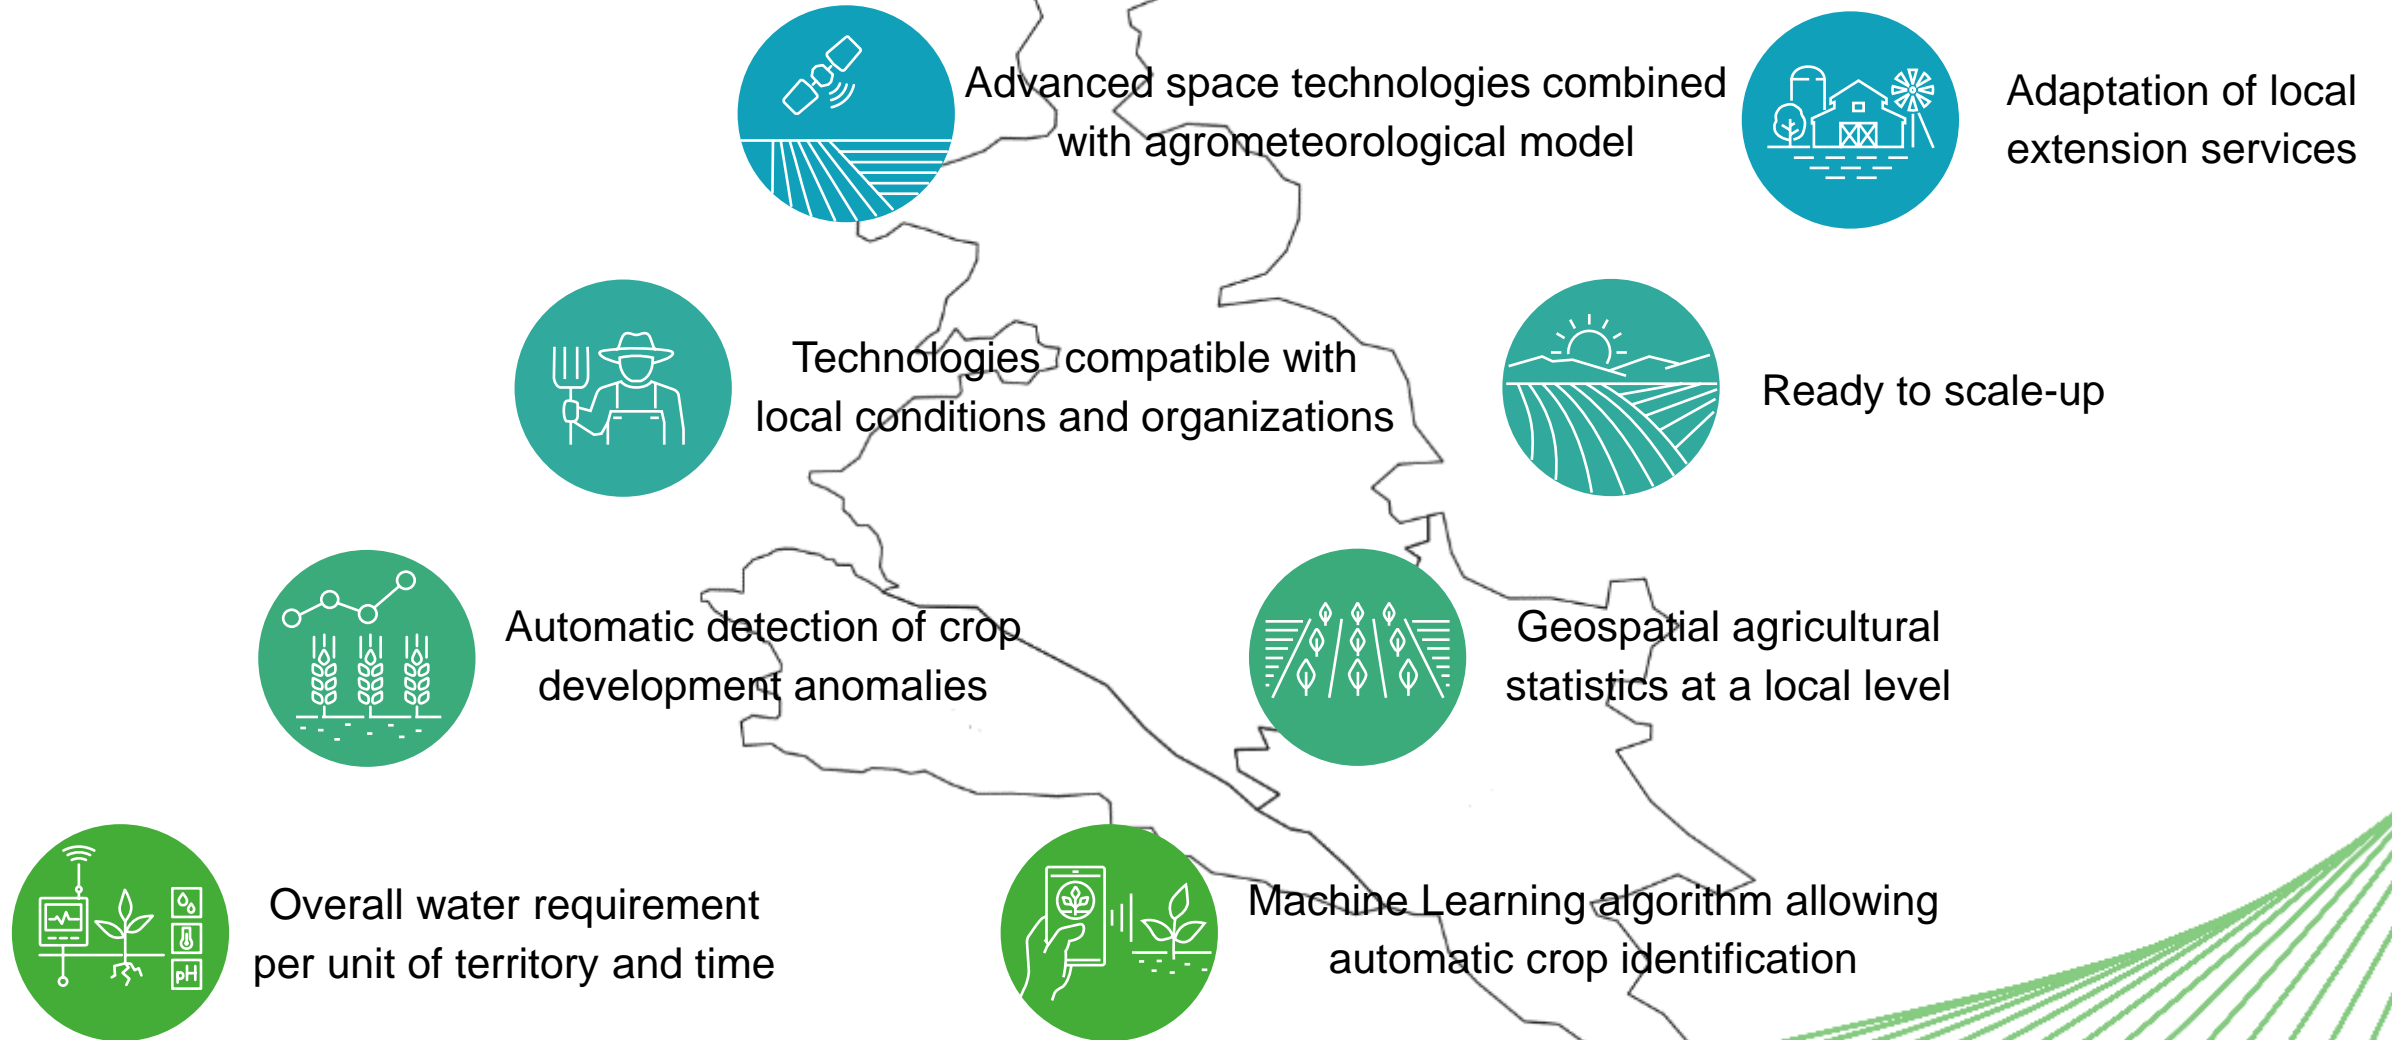 Advanced space technologies combined
with agrometeorological model
Adaptation of local
extension services
Technologies  compatible with
local conditions and organizations
Ready to scale-up
Automatic detection of crop
development anomalies
Geospatial agricultural
statistics at a local level
pH
Overall water requirement
per unit of territory and time
Machine Learning algorithm allowing
automatic crop identification